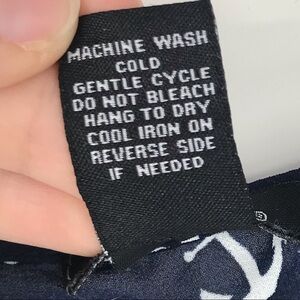 MACHINE WASH
COLD
GENTLE CYCLE
DO NOT BLEACH
HANG TO DRY
COOL IRON ON
REVERSE SIDE
IF NEEDED